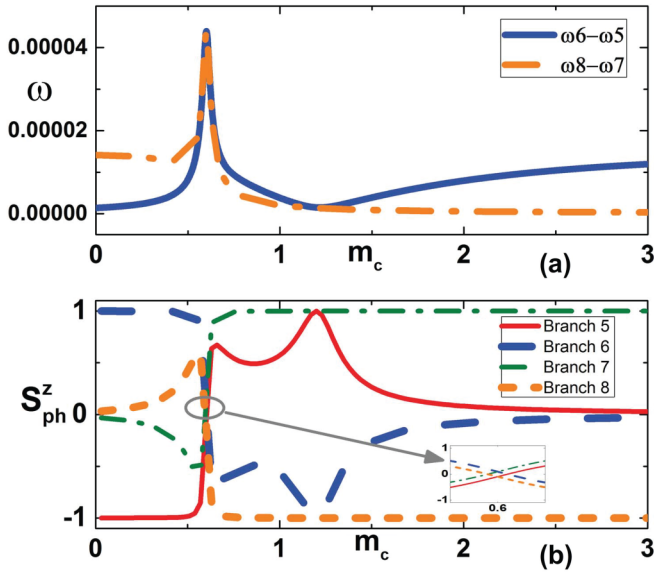 0.00004
0.00002
0.00000
ω
ω6−ω5
ω8−ω7
0 1 2 3
m_c
(a)
1
0
-1
S^z_ph
Branch 5
Branch 6
Branch 7
Branch 8
1
0
-1
0.6
0 1 2 3
m_c
(b)